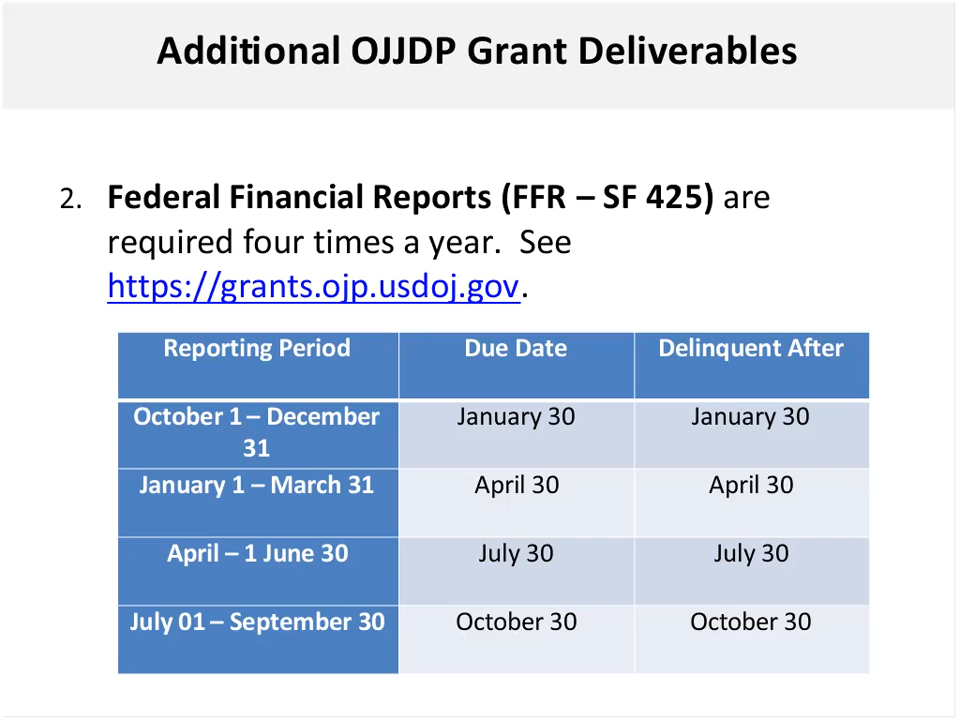 Additional OJJDP Grant Deliverables
2. Federal Financial Reports (FFR – SF 425) are
required four times a year.  See
https://grants.ojp.usdoj.gov.
Reporting Period Due Date Delinquent After
October 1 – December January 30 January 30
31
January 1 – March 31 April 30 April 30
April – 1 June 30 July 30 July 30
July 01 – September 30 October 30 October 30